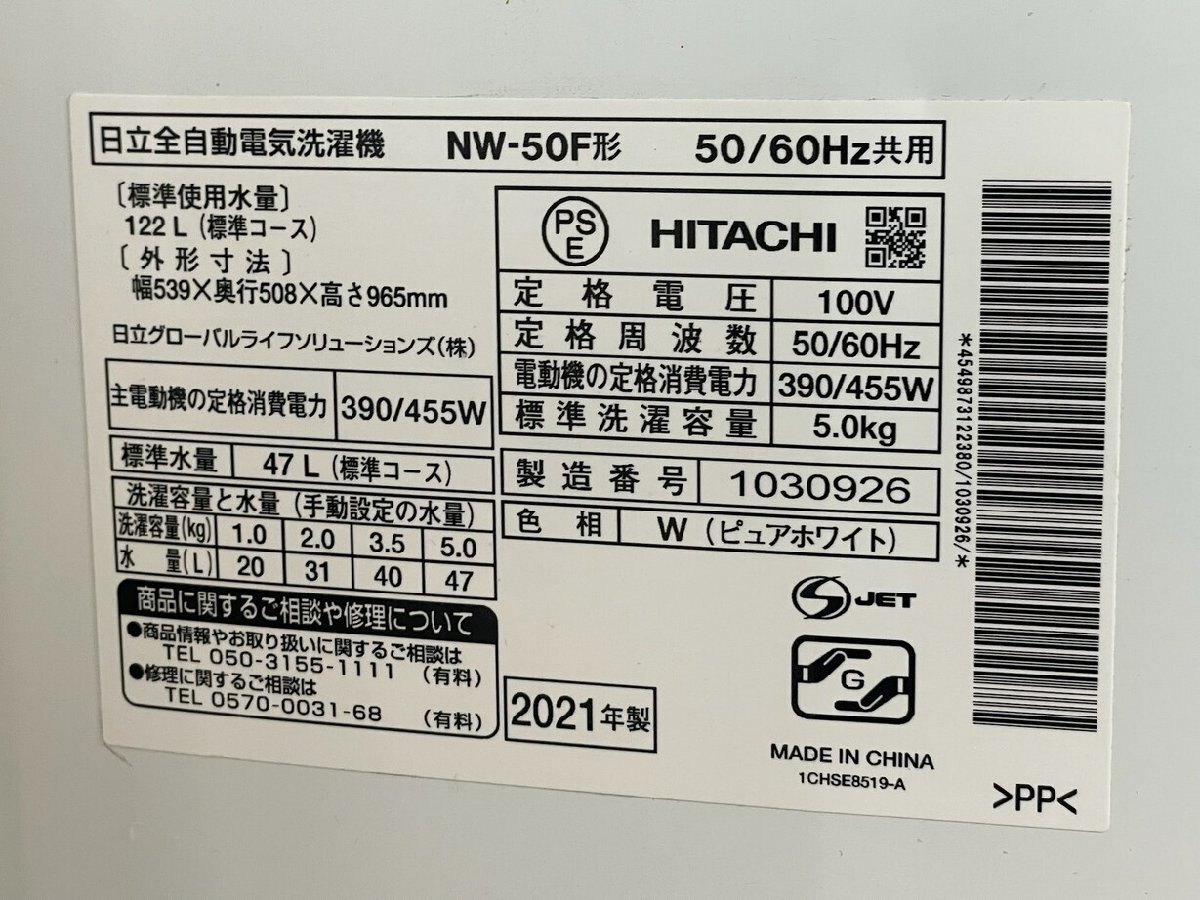 日立全自動電気洗濯機 NW-50F形 50/60Hz共用
〔標準使用水量〕
122 L (標準コース)
〔外形寸法〕
幅539×奥行508×高さ965mm
日立グローバルライフソリューションズ(株)
主電動機の定格消費電力 390/455W
標準水量 47 L (標準コース)
洗濯容量と水量 (手動設定の水量)
洗濯容量(kg) 1.0 2.0 3.5 5.0
水量(L) 20 31 40 47
商品に関するご相談や修理について
●商品情報やお取り扱いに関するご相談は
TEL 050-3155-1111 (有料)
●修理に関するご相談は
TEL 0570-0031-68 (有料)
PS
E
HITACHI
定格電圧 100V
定格周波数 50/60Hz
電動機の定格消費電力 390/455W
標準洗濯容量 5.0kg
製造番号 1030926
色相 W (ピュアホワイト)
2021年製
S JET
G
MADE IN CHINA
1CHSE8519-A
*4549873122380/1030926/*
>PP<